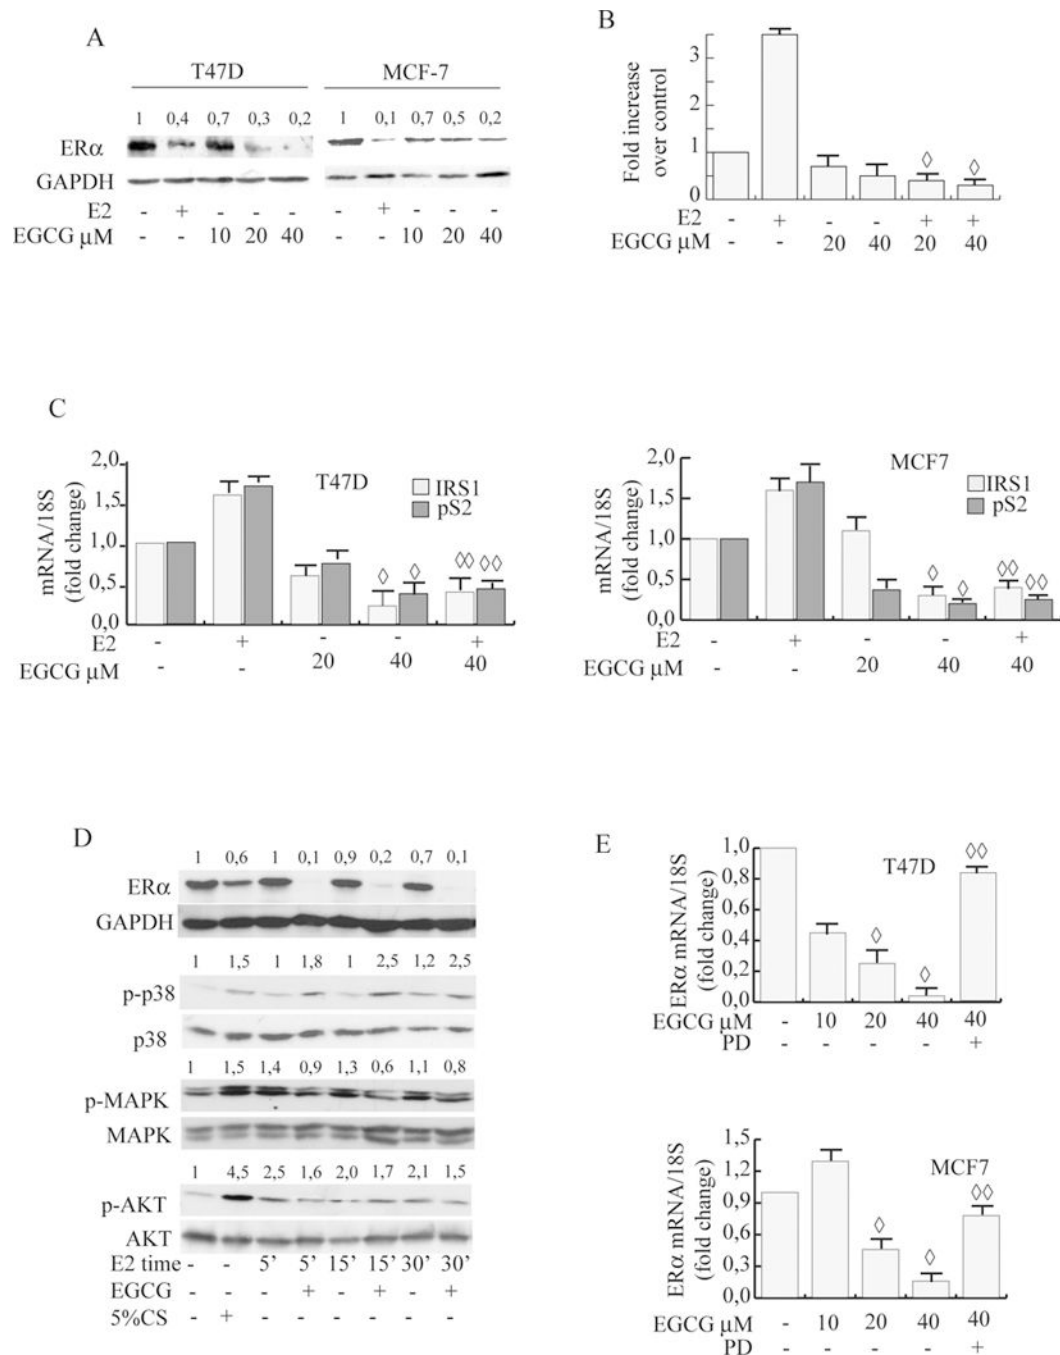 A
T47D MCF-7
1 0,4 0,7 0,3 0,2 1 0,1 0,7 0,5 0,2
ERα
GAPDH
E2 - + - - - - + - - -
EGCG μM - - 10 20 40 - - 10 20 40
B
Fold increase
over control
3
2
1
0
E2 - + - - + +
EGCG μM - - 20 40 20 40
◊ ◊
C
mRNA/18S
(fold change)
2,0
1,5
1,0
0,5
0,0
T47D
IRS1
pS2
◊ ◊ ◊◊ ◊◊
E2 - + - - +
EGCG μM - - 20 40 40
mRNA/18S
(fold change)
2,0
1,5
1,0
0,5
0,0
MCF7
IRS1
pS2
◊ ◊ ◊◊ ◊◊
E2 - + - - +
EGCG μM - - 20 40 40
D
1 0,6 1 0,1 0,9 0,2 0,7 0,1
ERα
GAPDH
1 1,5 1 1,8 1 2,5 1,2 2,5
p-p38
p38
1 1,5 1,4 0,9 1,3 0,6 1,1 0,8
p-MAPK
MAPK
1 4,5 2,5 1,6 2,0 1,7 2,1 1,5
p-AKT
AKT
E2 time - - 5’ 5’ 15’ 15’ 30’ 30’
EGCG - - - + - + - +
5%CS - + - - - - - -
E
ERα mRNA/18S
(fold change)
1,0
0,8
0,6
0,4
0,2
0,0
T47D
◊ ◊ ◊◊
EGCG μM - 10 20 40 40
PD - - - - +
ERα mRNA/18S
(fold change)
1,5
1,2
0,9
0,6
0,3
0,0
MCF7
◊ ◊ ◊◊
EGCG μM - 10 20 40 40
PD - - - - +